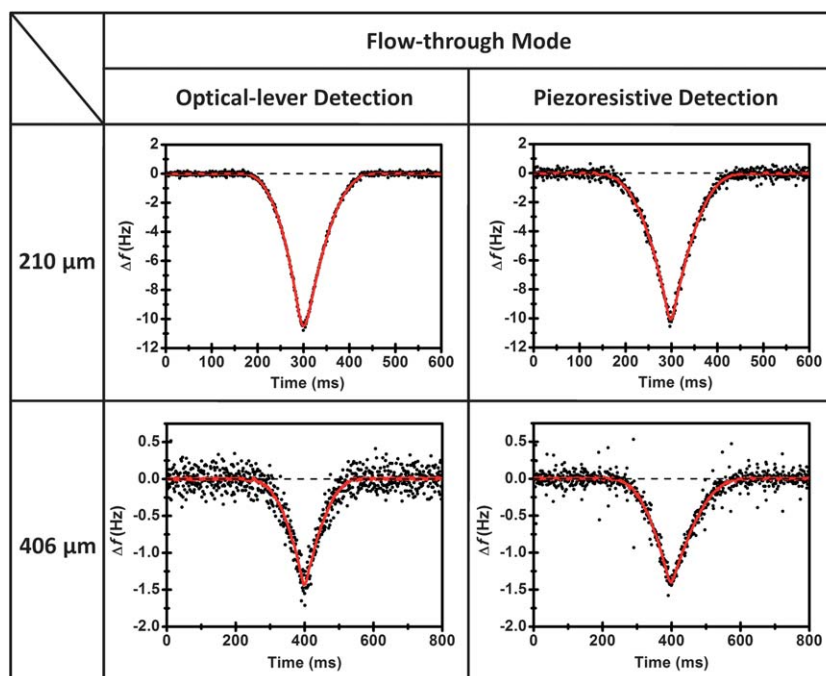 Flow-through Mode
Optical-lever Detection Piezoresistive Detection
210 µm
2
0
-2
-4
-6
-8
-10
-12
Δf (Hz)
0 100 200 300 400 500 600
Time (ms)
2
0
-2
-4
-6
-8
-10
-12
Δf (Hz)
0 100 200 300 400 500 600
Time (ms)
406 µm
0.5
0.0
-0.5
-1.0
-1.5
-2.0
Δf (Hz)
0 200 400 600 800
Time (ms)
0.5
0.0
-0.5
-1.0
-1.5
-2.0
Δf (Hz)
0 200 400 600 800
Time (ms)